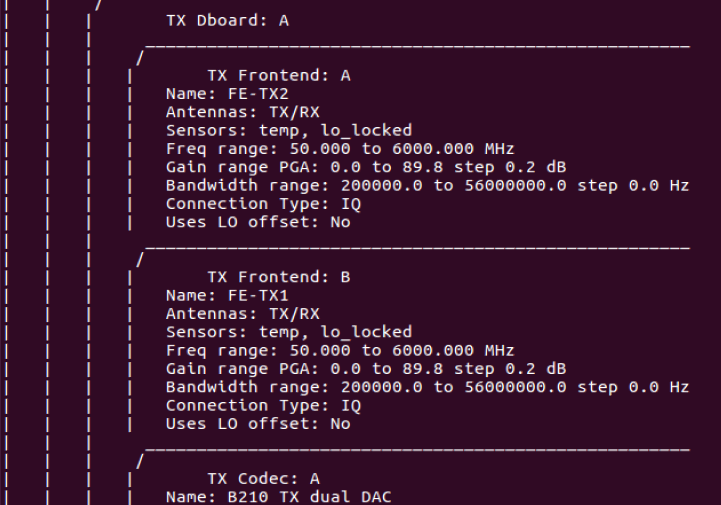 |   |   |   /
|   |   |       TX Dboard: A
|   |   |     _____________________________________________________
|   |   |    /
|   |   |   |       TX Frontend: A
|   |   |   |   Name: FE-TX2
|   |   |   |   Antennas: TX/RX
|   |   |   |   Sensors: temp, lo_locked
|   |   |   |   Freq range: 50.000 to 6000.000 MHz
|   |   |   |   Gain range PGA: 0.0 to 89.8 step 0.2 dB
|   |   |   |   Bandwidth range: 200000.0 to 56000000.0 step 0.0 Hz
|   |   |   |   Connection Type: IQ
|   |   |   |   Uses LO offset: No
|   |   |     _____________________________________________________
|   |   |    /
|   |   |   |       TX Frontend: B
|   |   |   |   Name: FE-TX1
|   |   |   |   Antennas: TX/RX
|   |   |   |   Sensors: temp, lo_locked
|   |   |   |   Freq range: 50.000 to 6000.000 MHz
|   |   |   |   Gain range PGA: 0.0 to 89.8 step 0.2 dB
|   |   |   |   Bandwidth range: 200000.0 to 56000000.0 step 0.0 Hz
|   |   |   |   Connection Type: IQ
|   |   |   |   Uses LO offset: No
|   |   |     _____________________________________________________
|   |   |    /
|   |   |   |       TX Codec: A
|   |   |   |   Name: B210 TX dual DAC